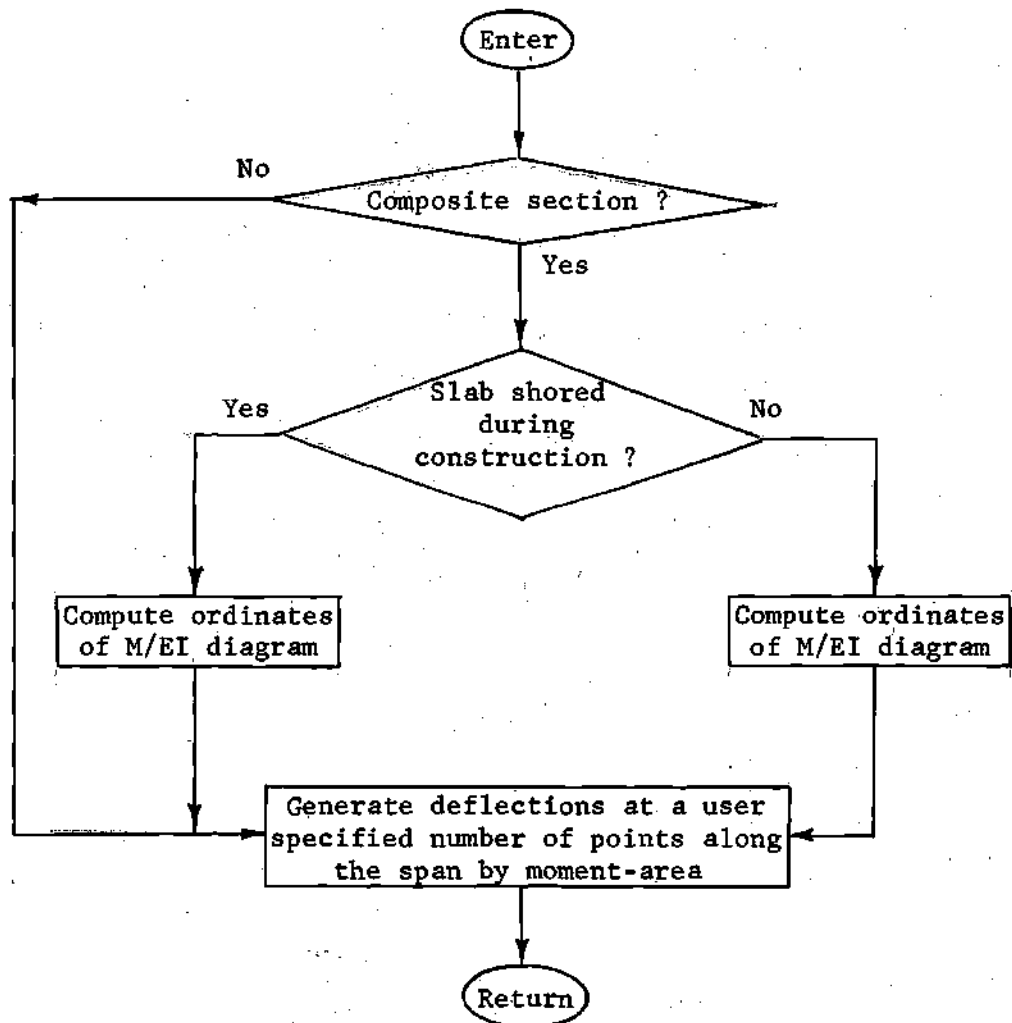 Enter
No
Composite section ?
Yes
Slab shored
during
construction ?
Yes
No
Compute ordinates
of M/EI diagram
Compute ordinates
of M/EI diagram
Generate deflections at a user
specified number of points along
the span by moment-area
Return